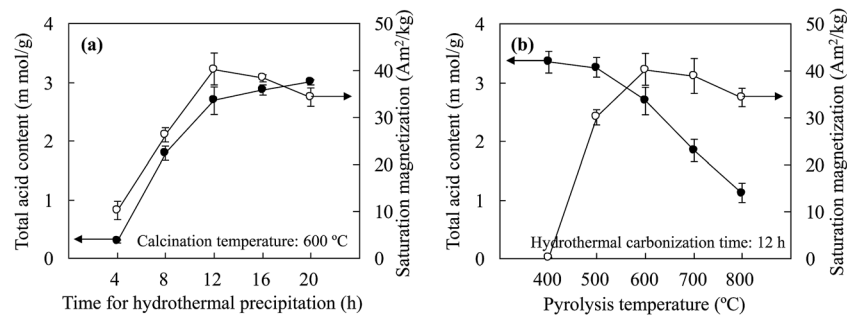 (a)
Total acid content (m mol/g)
4
3
2
1
0
Saturation magnetization (Am²/kg)
50
40
30
20
10
0
Calcination temperature: 600 ºC
4 8 12 16 20
Time for hydrothermal precipitation (h)
(b)
Total acid content (m mol/g)
4
3
2
1
0
Saturation magnetization (Am²/kg)
50
40
30
20
10
0
Hydrothermal carbonization time: 12 h
400 500 600 700 800
Pyrolysis temperature (ºC)